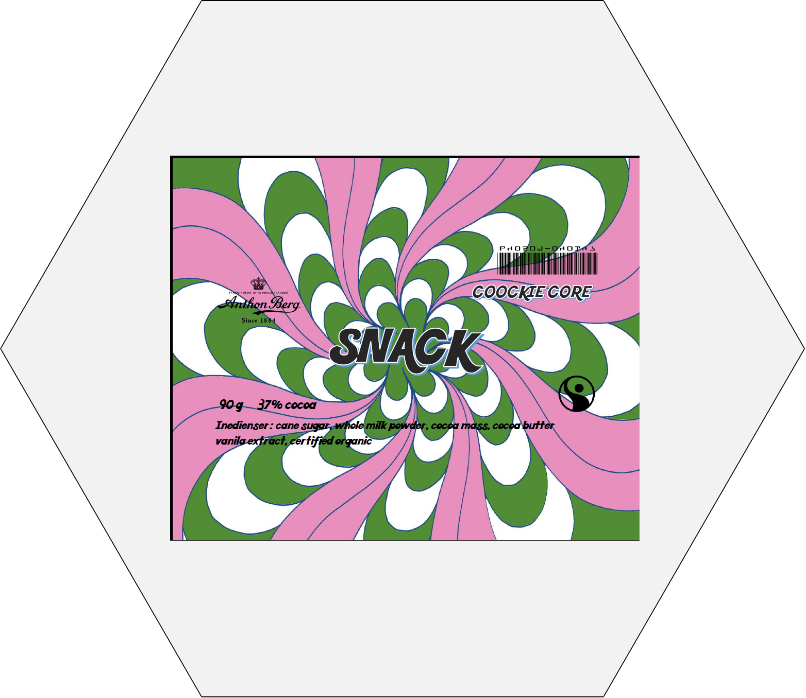 COOCKIE CORE
Anthon Berg
Since 1884
SNACK
90 g 37% cocoa
Inedienser : cane sugar, whole milk powder, cocoa mass, cocoa butter
vanila extract, certified organic